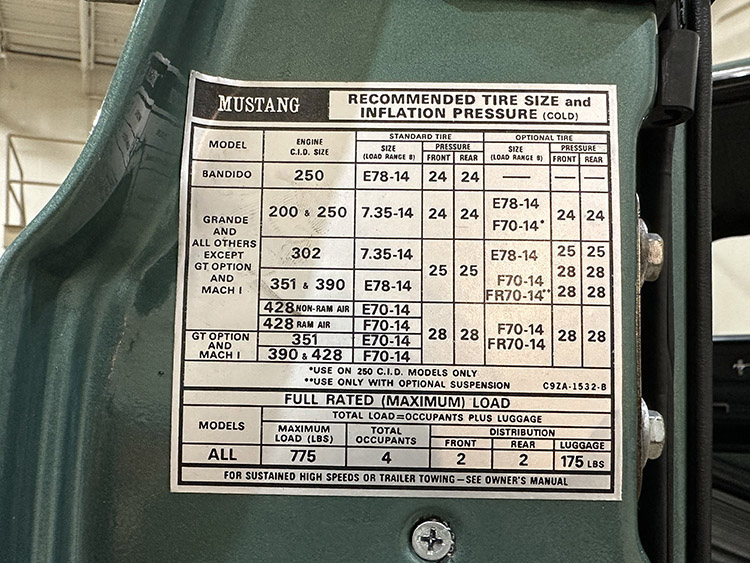 MUSTANG
RECOMMENDED TIRE SIZE and
INFLATION PRESSURE (COLD)
MODEL
ENGINE
C.I.D. SIZE
STANDARD TIRE
OPTIONAL TIRE
SIZE
(LOAD RANGE B)
PRESSURE
FRONT REAR
SIZE
(LOAD RANGE B)
PRESSURE
FRONT REAR
BANDIDO 250 E78-14 24 24 — — —
GRANDE
AND
ALL OTHERS
EXCEPT
GT OPTION
AND
MACH I
200 & 250 7.35-14 24 24
E78-14
F70-14*
24 24
302 7.35-14
351 & 390 E78-14
25 25
E78-14 25 25
F70-14 28 28
FR70-14** 28 28
428 NON-RAM AIR E70-14
428 RAM AIR F70-14
GT OPTION
AND
MACH I
351 E70-14
390 & 428 F70-14
28 28
F70-14
FR70-14
28 28
*USE ON 250 C.I.D. MODELS ONLY
**USE ONLY WITH OPTIONAL SUSPENSION C9ZA-1532-B
FULL RATED (MAXIMUM) LOAD
MODELS
TOTAL LOAD=OCCUPANTS PLUS LUGGAGE
MAXIMUM
LOAD (LBS)
TOTAL
OCCUPANTS
DISTRIBUTION
FRONT REAR LUGGAGE
ALL 775 4 2 2 175 LBS
FOR SUSTAINED HIGH SPEEDS OR TRAILER TOWING—SEE OWNER'S MANUAL